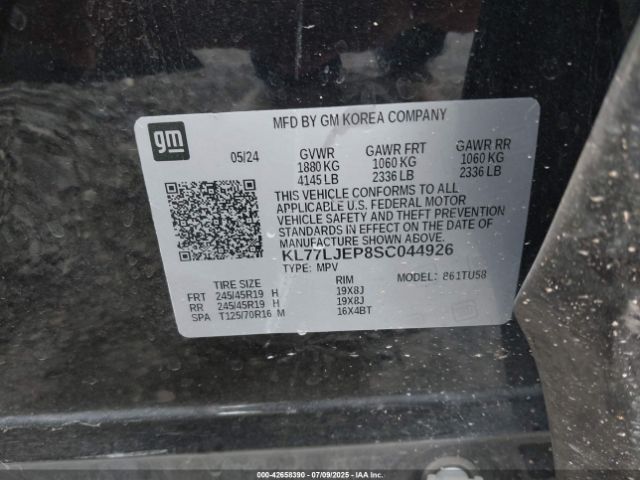 MFD BY GM KOREA COMPANY
gm
05/24 GVWR GAWR FRT GAWR RR
1880 KG 1060 KG 1060 KG
4145 LB 2336 LB 2336 LB
THIS VEHICLE CONFORMS TO ALL
APPLICABLE U.S. FEDERAL MOTOR
VEHICLE SAFETY AND THEFT PREVENTION
STANDARDS IN EFFECT ON THE DATE OF
MANUFACTURE SHOWN ABOVE.
KL77LJEP8SC044926
TYPE: MPV MODEL: 861TU58
TIRE SIZE RIM
FRT 245/45R19 H 19X8J
RR 245/45R19 H 19X8J
SPA T125/70R16 M 16X4BT
000-42658390 07/09/2025 IAAI.COM